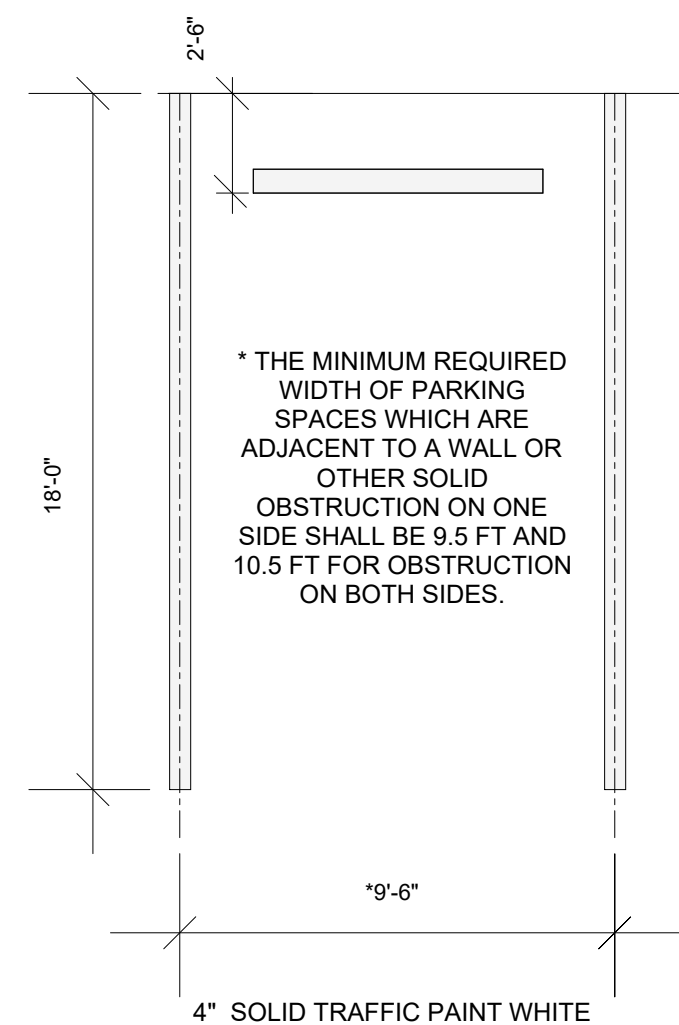 2'-6"
* THE MINIMUM REQUIRED
WIDTH OF PARKING
SPACES WHICH ARE
ADJACENT TO A WALL OR
OTHER SOLID
OBSTRUCTION ON ONE
SIDE SHALL BE 9.5 FT AND
10.5 FT FOR OBSTRUCTION
ON BOTH SIDES.
18'-0"
*9'-6"
4" SOLID TRAFFIC PAINT WHITE